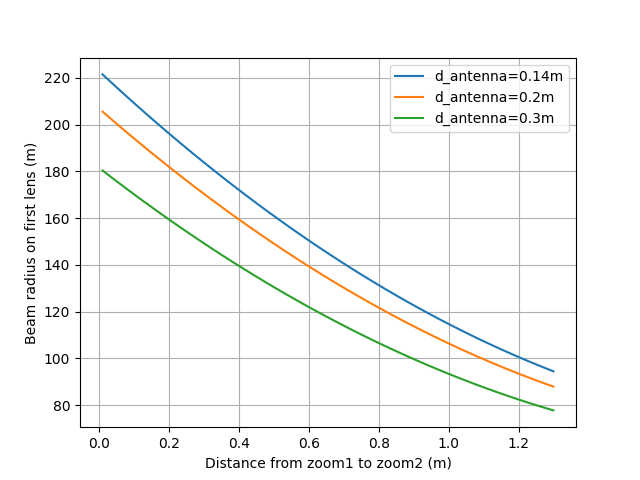 d_antenna=0.14m
d_antenna=0.2m
d_antenna=0.3m
Beam radius on first lens (m)
220
200
180
160
140
120
100
80
0.0 0.2 0.4 0.6 0.8 1.0 1.2
Distance from zoom1 to zoom2 (m)